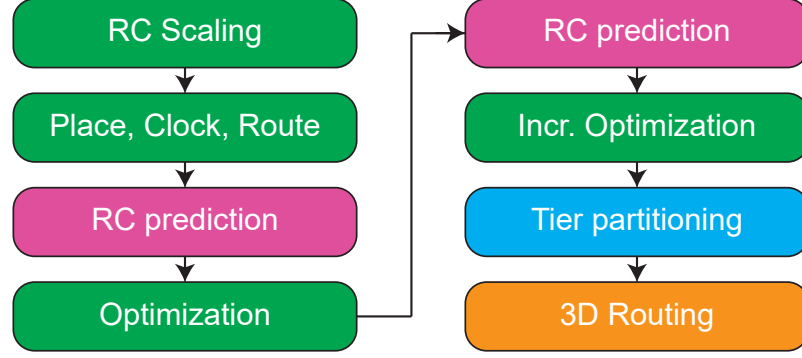 RC Scaling
Place, Clock, Route
RC prediction
Optimization
RC prediction
Incr. Optimization
Tier partitioning
3D Routing